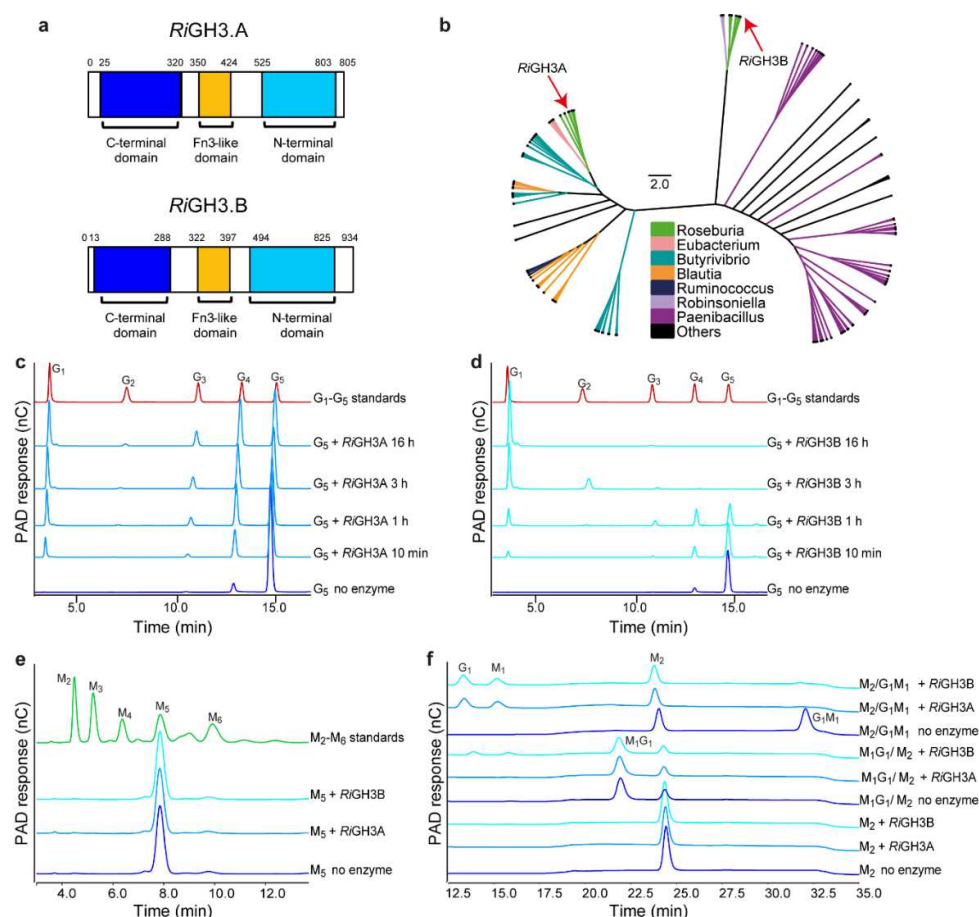 a
RiGH3.A
0 25 320 350 424 525 803 805
C-terminal domain
Fn3-like domain
N-terminal domain
RiGH3.B
0 13 288 322 397 494 825 934
C-terminal domain
Fn3-like domain
N-terminal domain
b
RiGH3A
RiGH3B
2.0
Roseburia
Eubacterium
Butyrivibrio
Blautia
Ruminococcus
Robinsoniella
Paenibacillus
Others
c
PAD response (nC)
G₁ G₂ G₃ G₄ G₅
G₁-G₅ standards
G₅ + RiGH3A 16 h
G₅ + RiGH3A 3 h
G₅ + RiGH3A 1 h
G₅ + RiGH3A 10 min
G₅ no enzyme
5.0 10.0 15.0
Time (min)
d
PAD response (nC)
G₁ G₂ G₃ G₄ G₅
G₁-G₅ standards
G₅ + RiGH3B 16 h
G₅ + RiGH3B 3 h
G₅ + RiGH3B 1 h
G₅ + RiGH3B 10 min
G₅ no enzyme
5.0 10.0 15.0
Time (min)
e
PAD response (nC)
M₂ M₃ M₄ M₅ M₆
M₂-M₆ standards
M₅ + RiGH3B
M₅ + RiGH3A
M₅ no enzyme
4.0 6.0 8.0 10.0 12.0
Time (min)
f
PAD response (nC)
G₁ M₁ M₂
M₂/G₁M₁ + RiGH3B
M₂/G₁M₁ + RiGH3A
G₁M₁
M₂/G₁M₁ no enzyme
M₁G₁
M₁G₁/ M₂ + RiGH3B
M₁G₁/ M₂ + RiGH3A
M₁G₁/ M₂ no enzyme
M₂ + RiGH3B
M₂ + RiGH3A
M₂ no enzyme
12.5 17.5 22.0 25.0 27.5 32.5 35.0
Time (min)